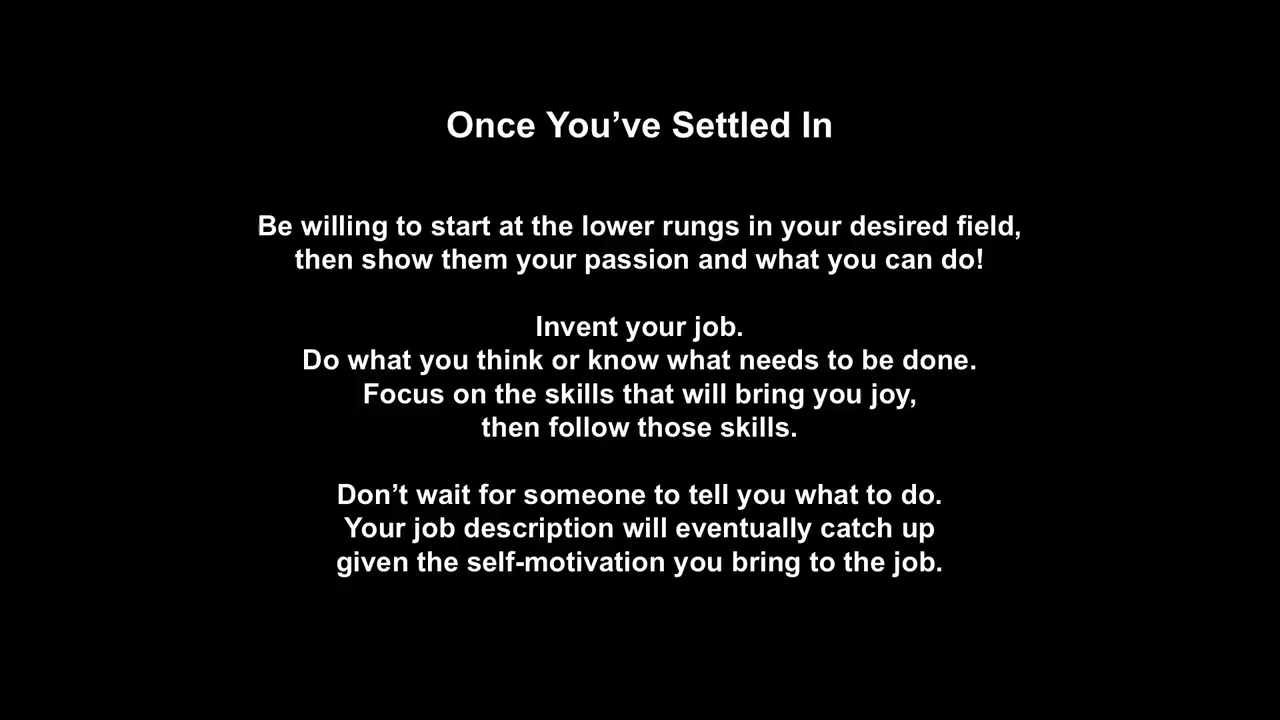 Once You’ve Settled In
Be willing to start at the lower rungs in your desired field,
then show them your passion and what you can do!
Invent your job.
Do what you think or know what needs to be done.
Focus on the skills that will bring you joy,
then follow those skills.
Don’t wait for someone to tell you what to do.
Your job description will eventually catch up
given the self-motivation you bring to the job.